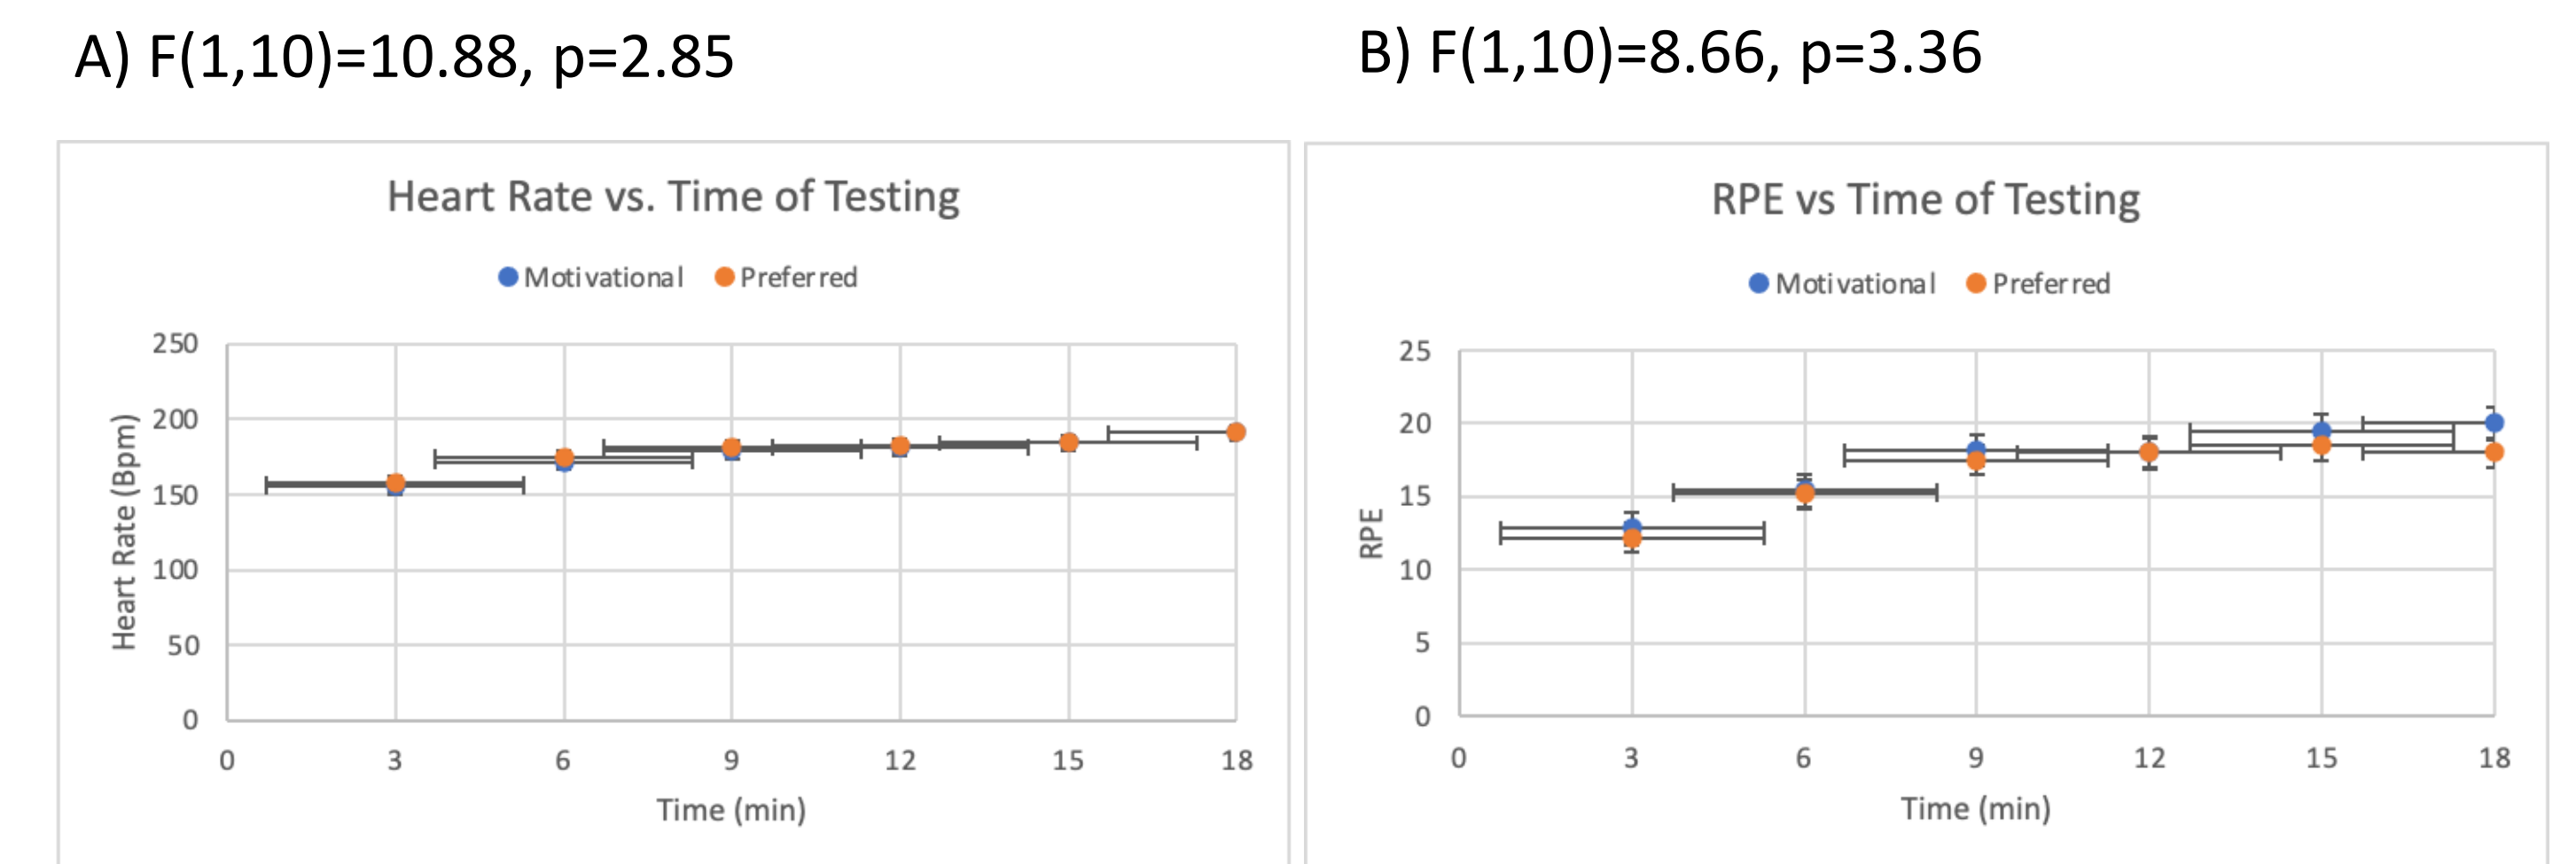 A) F(1,10)=10.88, p=2.85
B) F(1,10)=8.66, p=3.36
Heart Rate vs. Time of Testing
Motivational Preferred
250
200
150
100
50
0
Heart Rate (Bpm)
0 3 6 9 12 15 18
Time (min)
RPE vs Time of Testing
Motivational Preferred
25
20
15
10
5
0
RPE
0 3 6 9 12 15 18
Time (min)